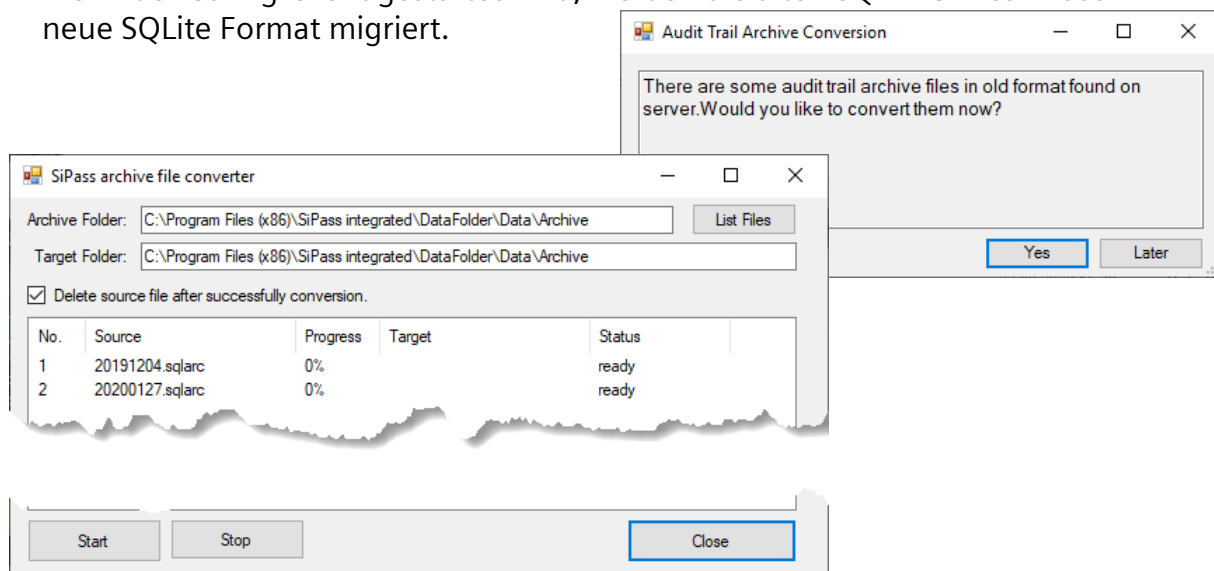 neue SQLite Format migriert.
Audit Trail Archive Conversion
There are some audit trail archive files in old format found on
server.Would you like to convert them now?
Yes Later
SiPass archive file converter
Archive Folder: C:\Program Files (x86)\SiPass integrated\DataFolder\Data\Archive List Files
Target Folder: C:\Program Files (x86)\SiPass integrated\DataFolder\Data\Archive
Delete source file after successfully conversion.
No. Source Progress Target Status
1 20191204.sqlarc 0% ready
2 20200127.sqlarc 0% ready
Start Stop Close